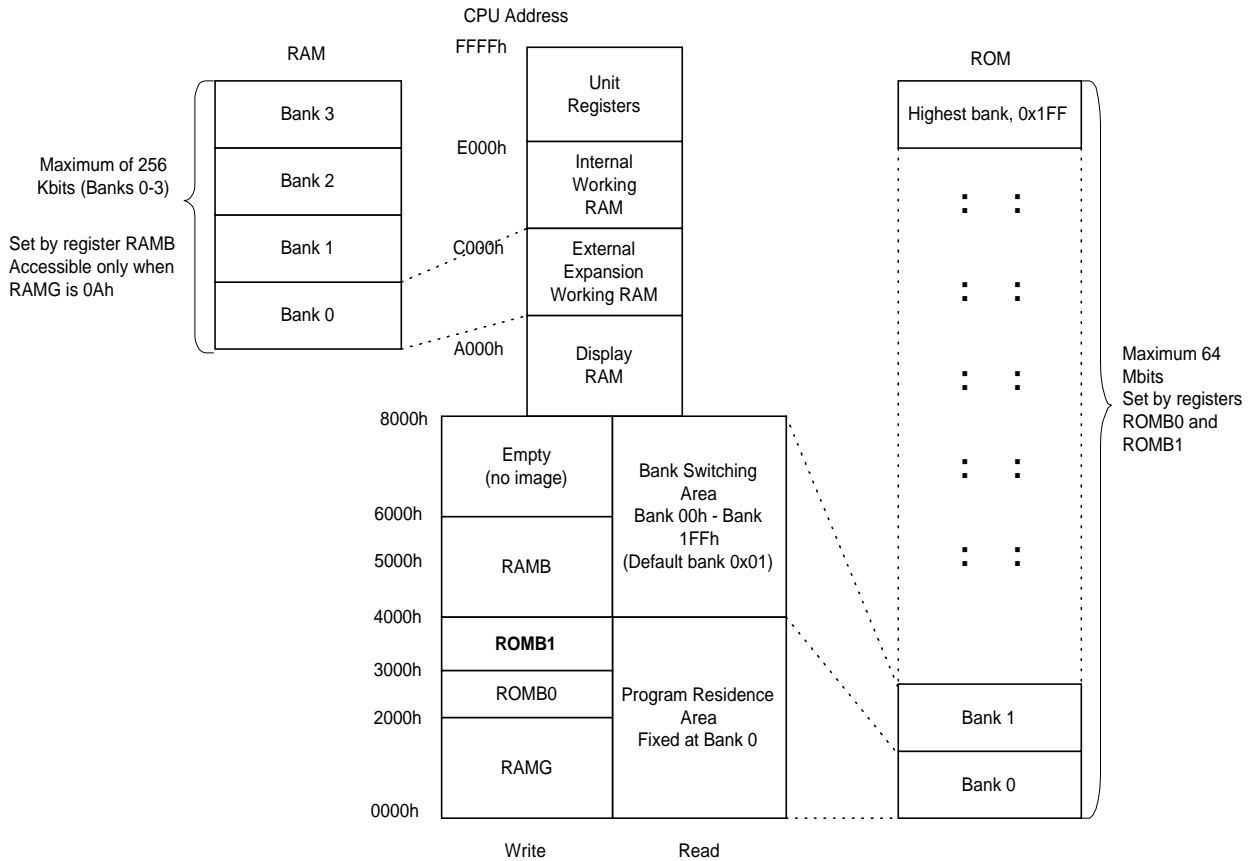 CPU Address
RAM
Bank 3
Bank 2
Bank 1
Bank 0
Maximum of 256
Kbits (Banks 0-3)
Set by register RAMB
Accessible only when
RAMG is 0Ah
FFFFh
E000h
C000h
A000h
8000h
6000h
5000h
4000h
3000h
2000h
0000h
Unit
Registers
Internal
Working
RAM
External
Expansion
Working RAM
Display
RAM
Empty
(no image)
RAMB
ROMB1
ROMB0
RAMG
Write
Bank Switching
Area
Bank 00h - Bank
1FFh
(Default bank 0x01)
Program Residence
Area
Fixed at Bank 0
Read
ROM
Highest bank, 0x1FF
: :
: :
: :
: :
: :
Bank 1
Bank 0
Maximum 64
Mbits
Set by registers
ROMB0 and
ROMB1